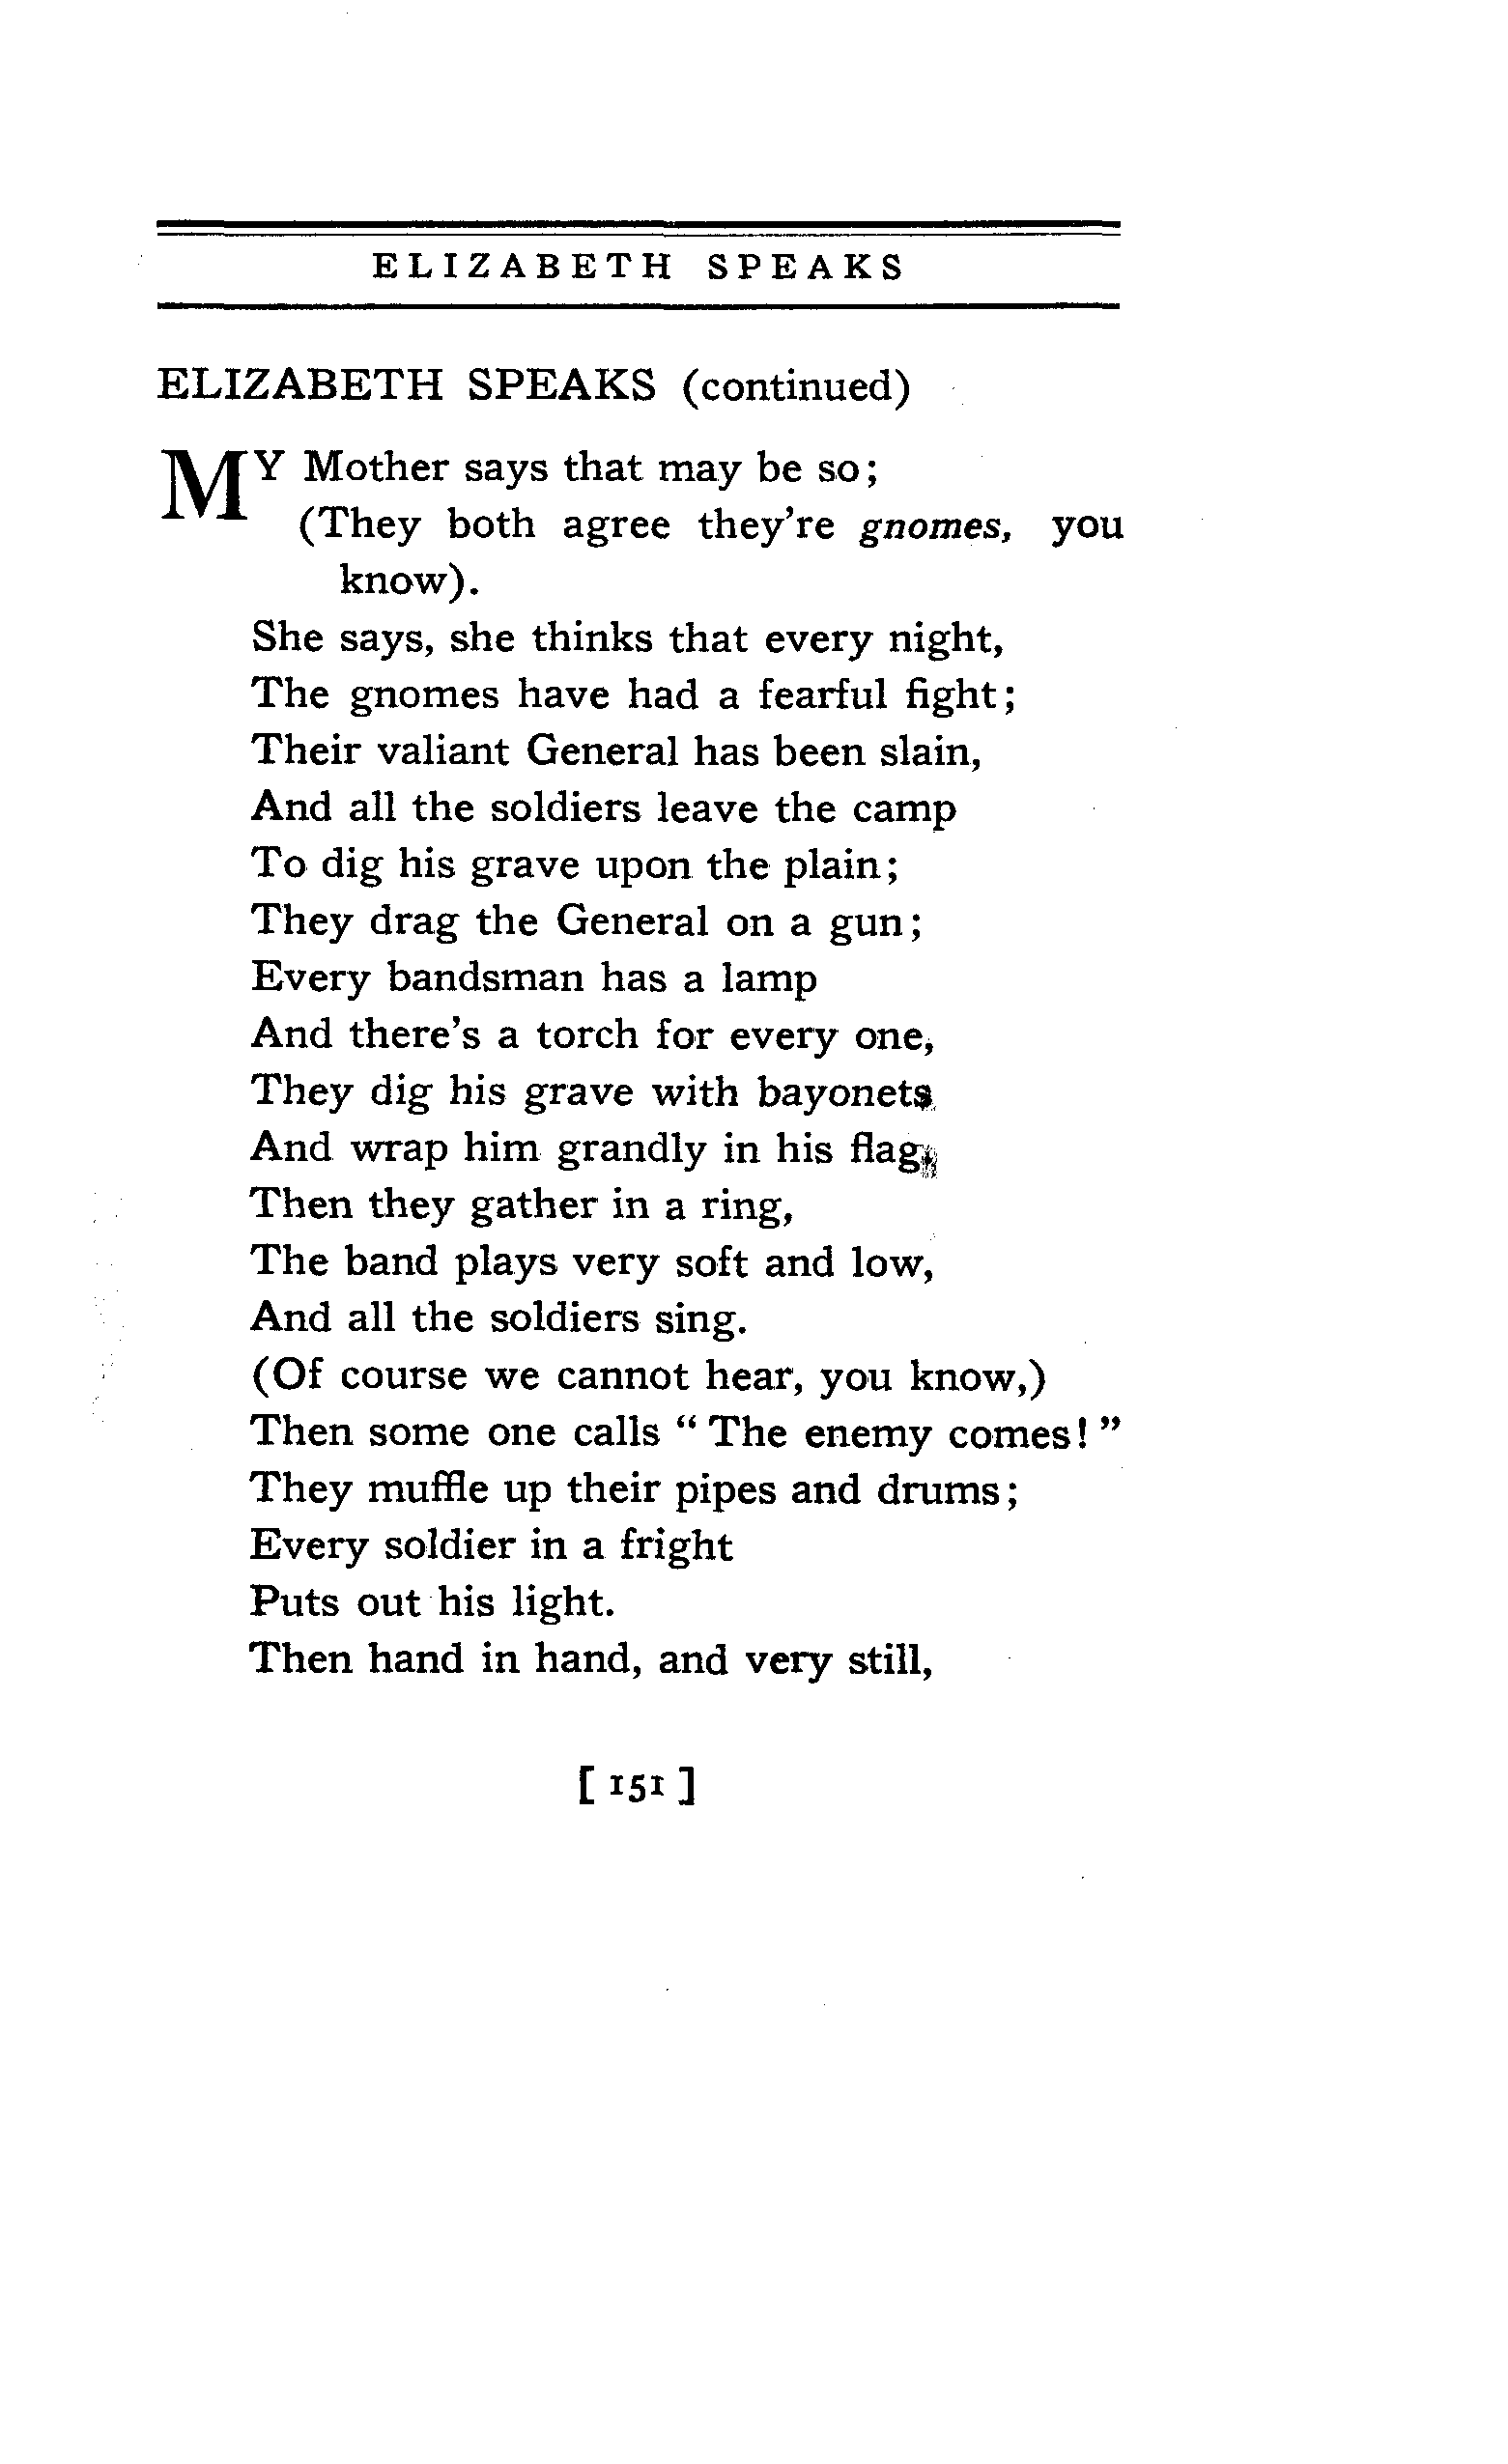 ELIZABETH SPEAKS
ELIZABETH SPEAKS (continued)
MY Mother says that may be so;
(They both agree they're gnomes, you
know).
She says, she thinks that every night,
The gnomes have had a fearful fight;
Their valiant General has been slain,
And all the soldiers leave the camp
To dig his grave upon the plain;
They drag the General on a gun;
Every bandsman has a lamp
And there's a torch for every one,
They dig his grave with bayonets
And wrap him grandly in his flag
Then they gather in a ring,
The band plays very soft and low,
And all the soldiers sing.
(Of course we cannot hear, you know,)
Then some one calls “ The enemy comes! ”
They muffle up their pipes and drums;
Every soldier in a fright
Puts out his light.
Then hand in hand, and very still,
[ 151 ]